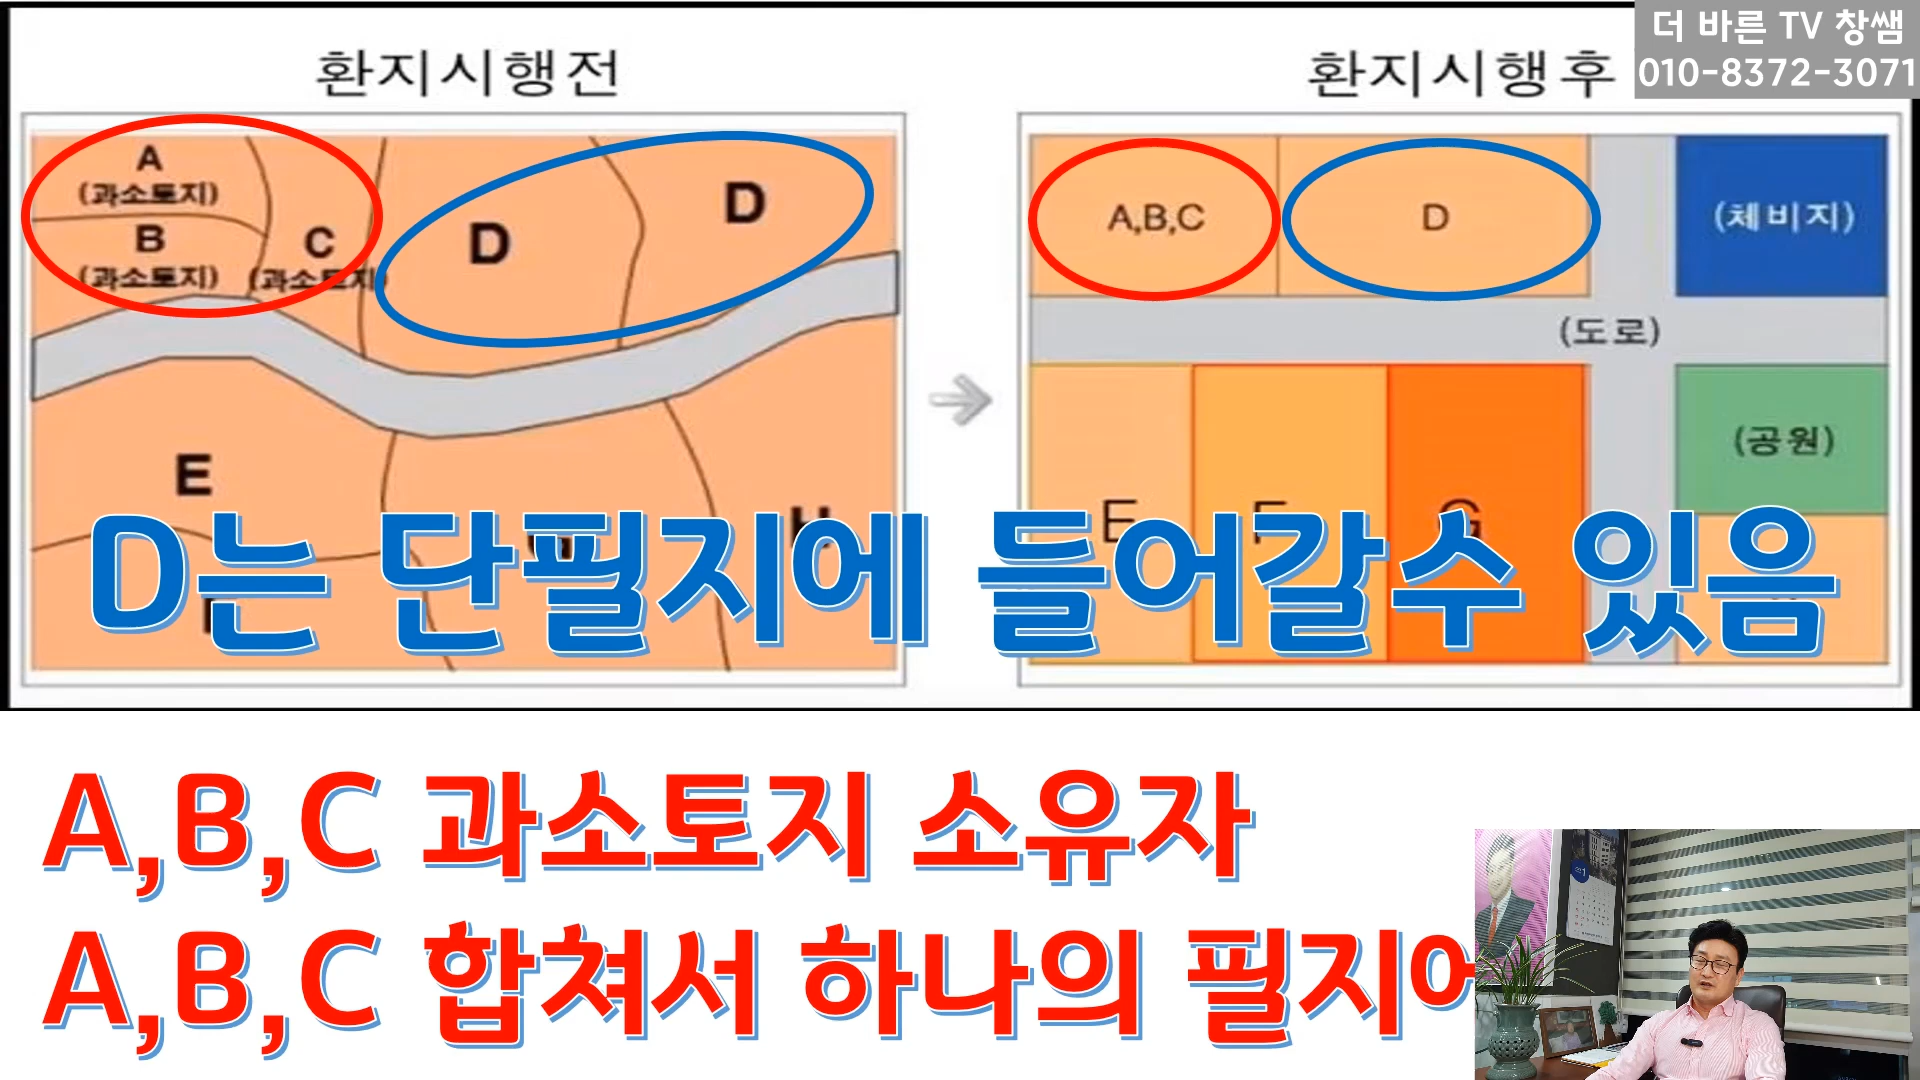 더 바른 TV 창쌤
010-8372-3071
환지시행전
환지시행후
A
(과소토지)
B
(과소토지)
C
(과소토지)
D
D
E
A,B,C
D
(체비지)
(도로)
(공원)
E
F
G
D는 단필지에 들어갈수 있음
A,B,C 과소토지 소유자
A,B,C 합쳐서 하나의